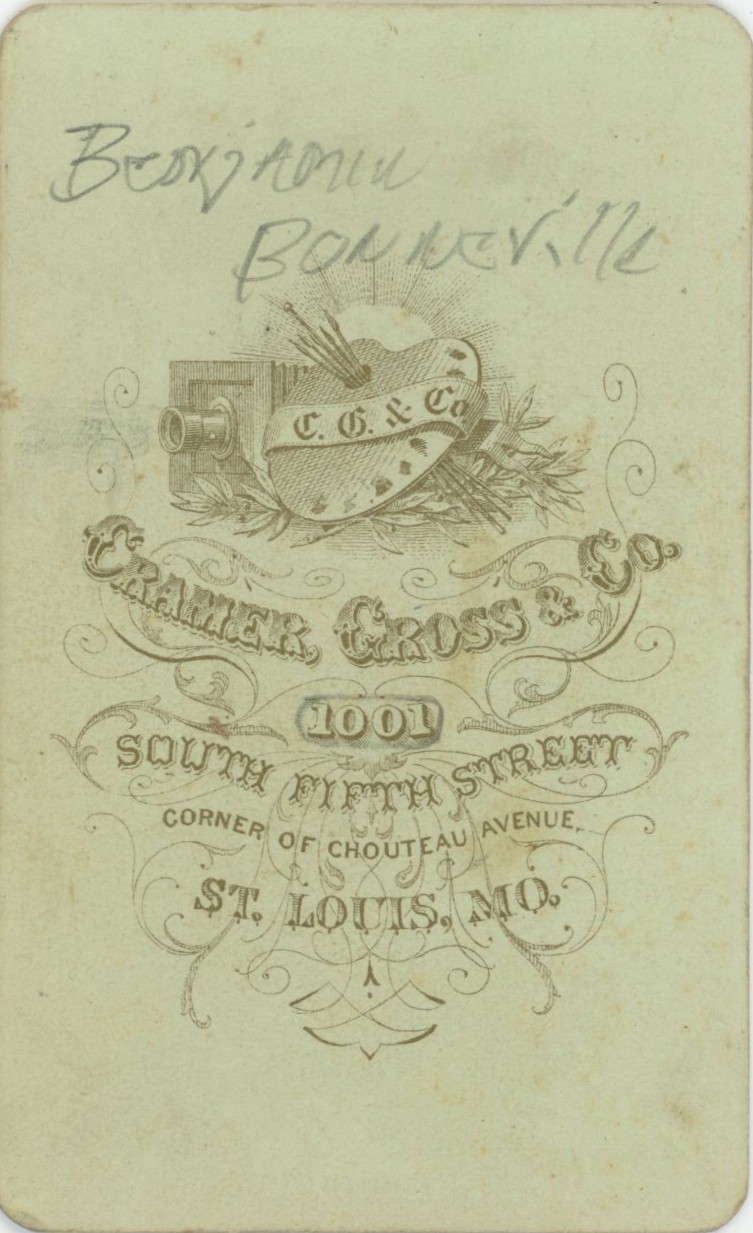 Benjamin
Bonneville
C. G. & Co
CRAMER, GROSS & CO.
1001
SOUTH FIFTH STREET
CORNER OF CHOUTEAU AVENUE.
ST. LOUIS, MO.